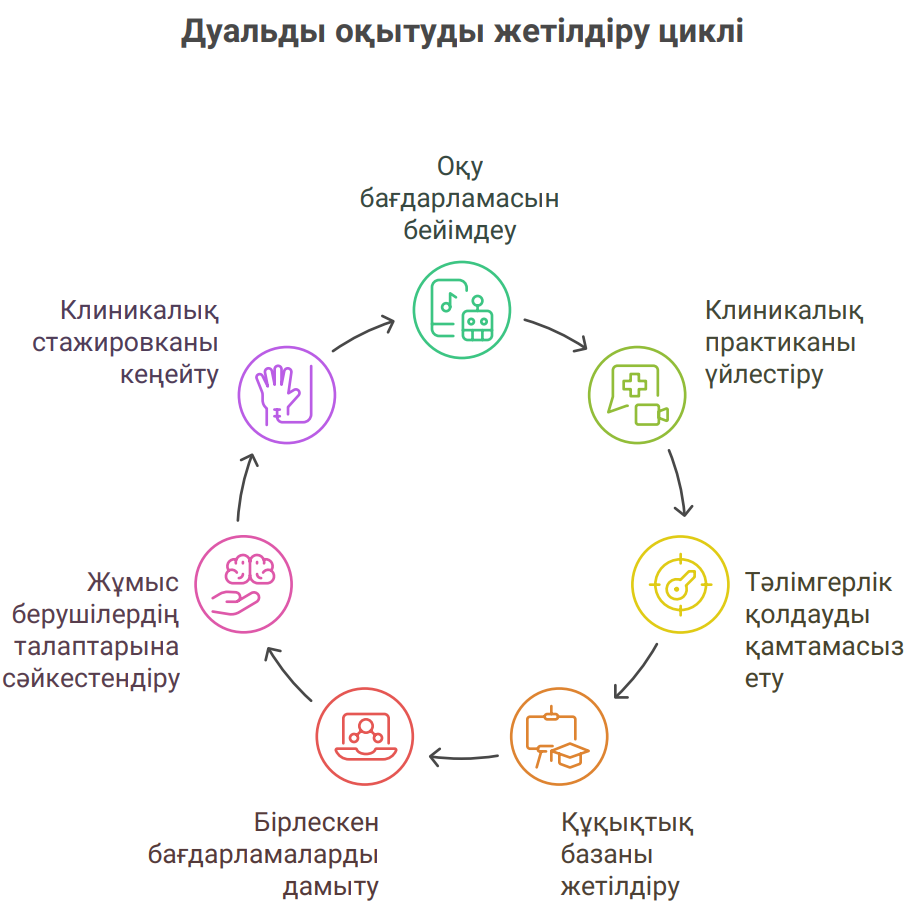 Дуальды оқытуды жетілдіру циклі
Оқу
бағдарламасын
бейімдеу
Клиникалық
практиканы
үйлестіру
Тәлімгерлік
қолдауды
қамтамасыз
ету
Құқықтық
базаны
жетілдіру
Бірлескен
бағдарламаларды
дамыту
Жұмыс
берушілердің
талаптарына
сәйкестендіру
Клиникалық
стажировканы
кеңейту